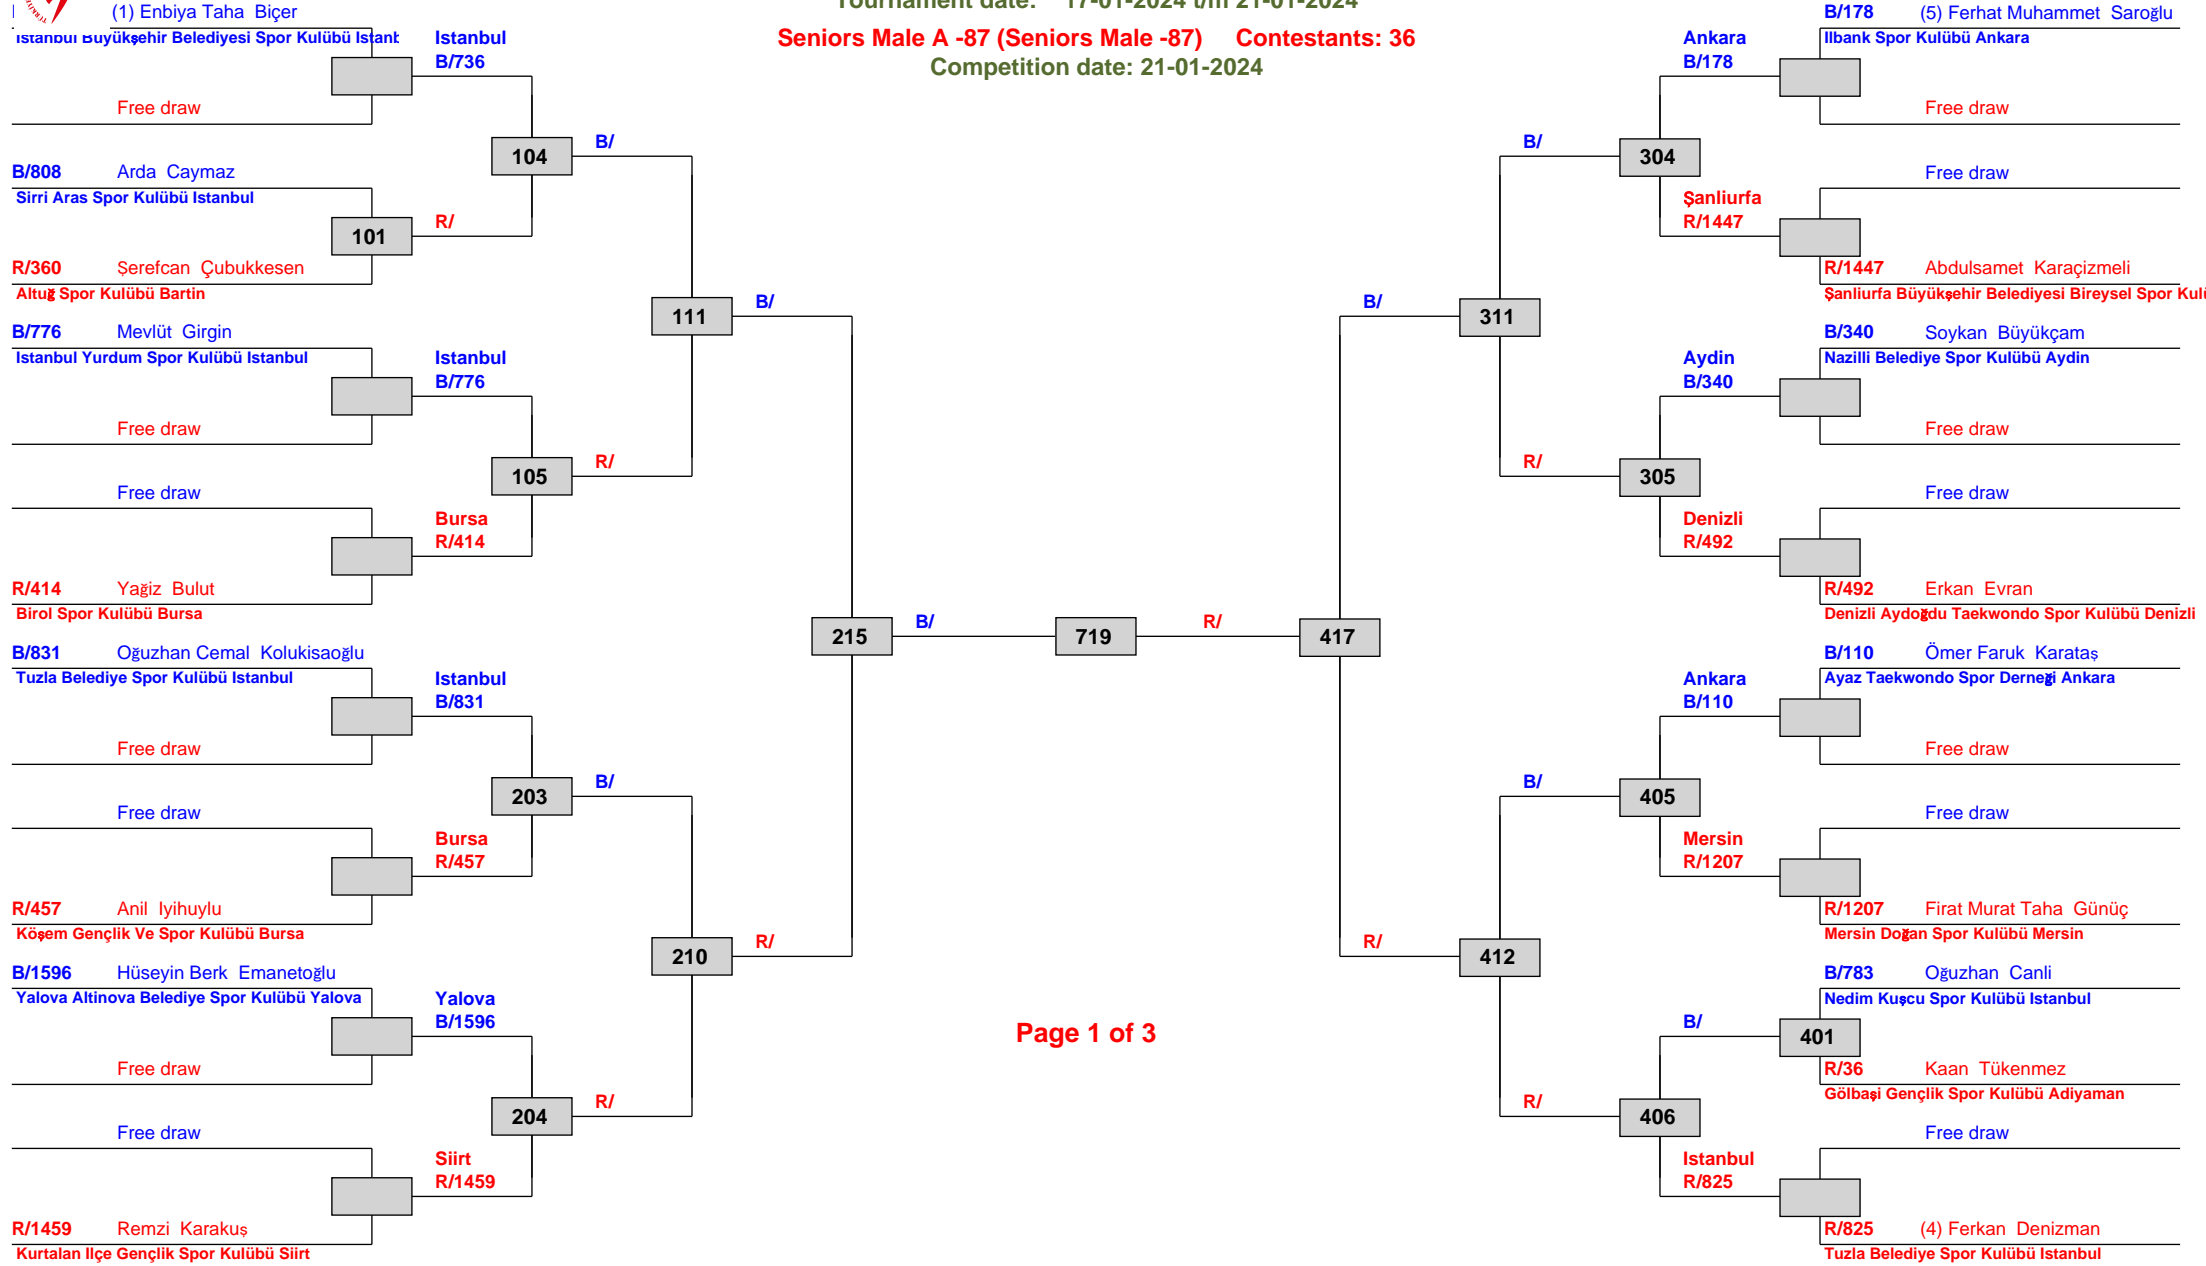 (1) Enbiya Taha Biçer
Istanbul Büyükşehir Belediyesi Spor Kulübü Istanb
Istanbul
B/736
Free draw
104
B/
B/808 Arda Caymaz
Sirri Aras Spor Kulübü Istanbul
101
R/
R/360 Şerefcan Çubukkesen
Altuğ Spor Kulübü Bartin
111
B/
B/776 Mevlüt Girgin
Istanbul Yurdum Spor Kulübü Istanbul
Istanbul
B/776
Free draw
105
R/
Free draw
Bursa
R/414
R/414 Yağiz Bulut
Birol Spor Kulübü Bursa
215
B/
B/831 Oğuzhan Cemal Kolukisaoğlu
Tuzla Belediye Spor Kulübü Istanbul
Istanbul
B/831
Free draw
203
B/
Free draw
Bursa
R/457
R/457 Anil Iyihuylu
Köşem Gençlik Ve Spor Kulübü Bursa
210
R/
B/1596 Hüseyin Berk Emanetoğlu
Yalova Altinova Belediye Spor Kulübü Yalova
Yalova
B/1596
Free draw
204
R/
Free draw
Siirt
R/1459
R/1459 Remzi Karakuş
Kurtalan Ilçe Gençlik Spor Kulübü Siirt
Tournament date: 17-01-2024 t/m 21-01-2024
Seniors Male A -87 (Seniors Male -87) Contestants: 36
Competition date: 21-01-2024
719
Page 1 of 3
R/
417
B/178 (5) Ferhat Muhammet Saroğlu
Ilbank Spor Kulübü Ankara
Ankara
B/178
Free draw
B/
304
Free draw
Şanliurfa
R/1447
R/1447 Abdulsamet Karaçizmeli
Şanliurfa Büyükşehir Belediyesi Bireysel Spor Kulü
B/
311
B/340 Soykan Büyükçam
Nazilli Belediye Spor Kulübü Aydin
Aydin
B/340
Free draw
R/
305
Free draw
Denizli
R/492
R/492 Erkan Evran
Denizli Aydoğdu Taekwondo Spor Kulübü Denizli
B/110 Ömer Faruk Karataş
Ayaz Taekwondo Spor Derneği Ankara
Ankara
B/110
Free draw
B/
405
Free draw
Mersin
R/1207
R/1207 Firat Murat Taha Günüç
Mersin Doğan Spor Kulübü Mersin
R/
412
B/783 Oğuzhan Canli
Nedim Kuşcu Spor Kulübü Istanbul
B/
401
R/36 Kaan Tükenmez
Gölbaşi Gençlik Spor Kulübü Adiyaman
R/
406
Free draw
Istanbul
R/825
R/825 (4) Ferkan Denizman
Tuzla Belediye Spor Kulübü Istanbul